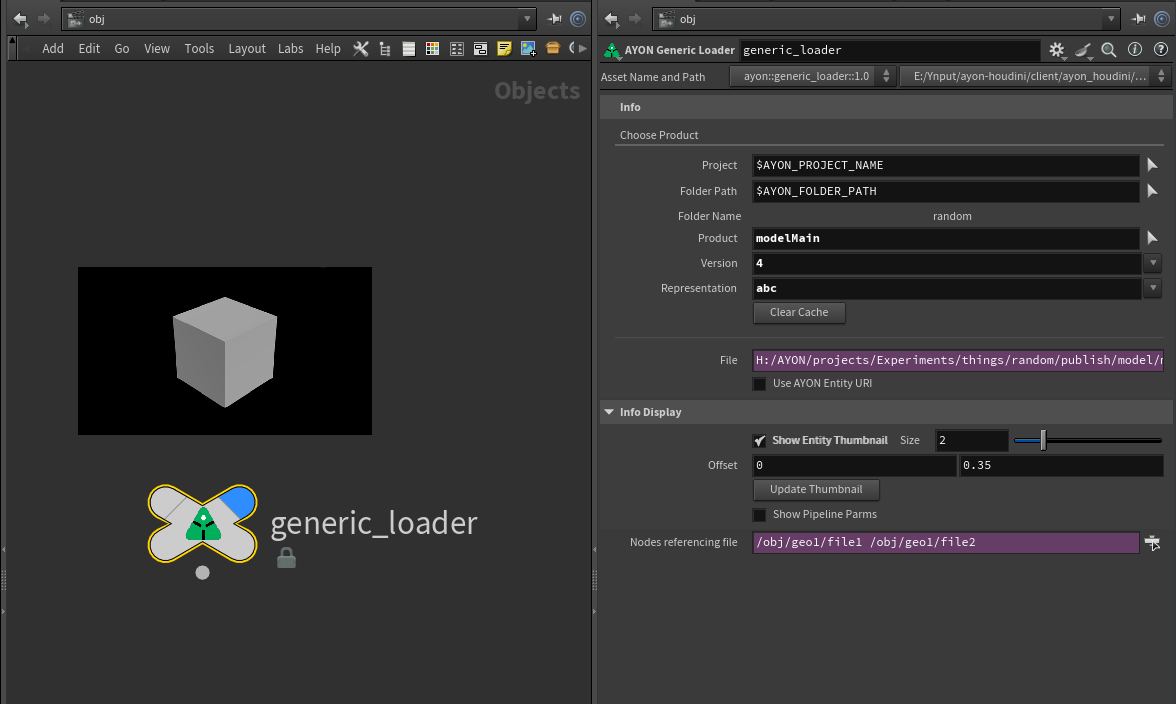 obj
Add Edit Go View Tools Layout Labs Help
Objects
generic_loader
obj
AYON Generic Loader generic_loader
Asset Name and Path ayon::generic_loader::1.0 E:/Ynput/ayon-houdini/client/ayon_houdini/...
Info
Choose Product
Project $AYON_PROJECT_NAME
Folder Path $AYON_FOLDER_PATH
Folder Name random
Product modelMain
Version 4
Representation abc
Clear Cache
File H:/AYON/projects/Experiments/things/random/publish/model/
Use AYON Entity URI
Info Display
Show Entity Thumbnail Size 2
Offset 0 0.35
Update Thumbnail
Show Pipeline Parms
Nodes referencing file /obj/geo1/file1 /obj/geo1/file2